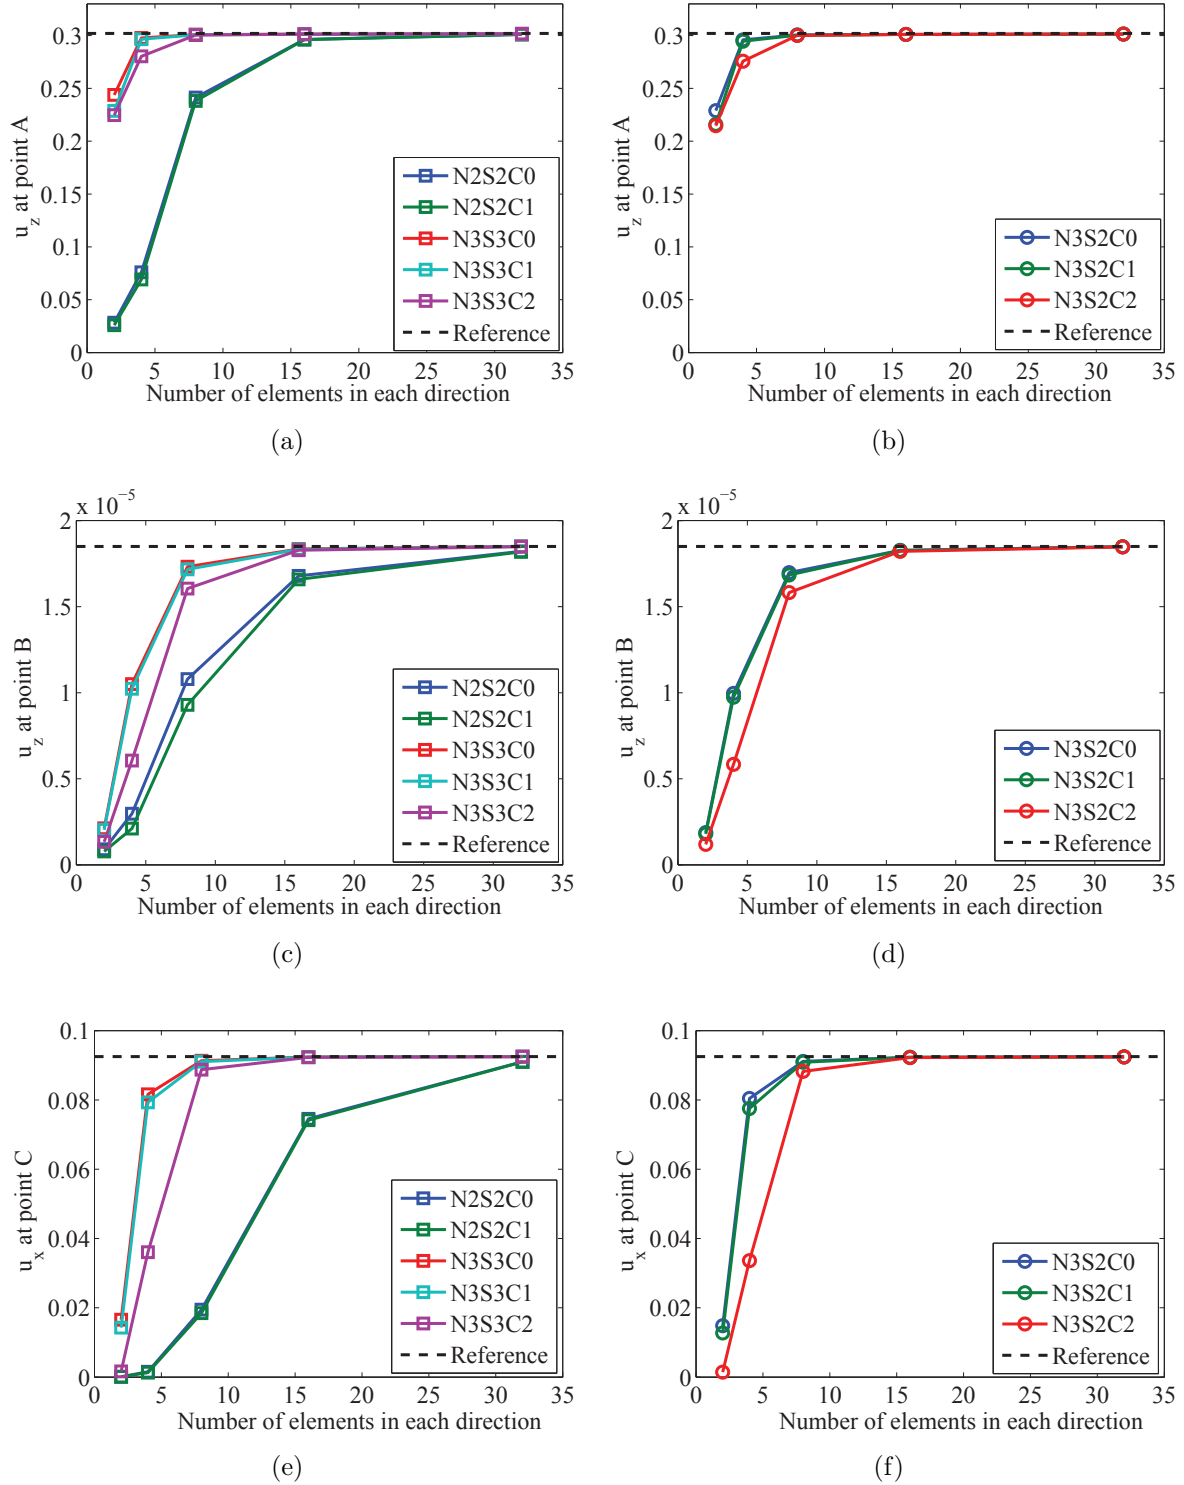 0.3
0.25
0.2
0.15
0.1
0.05
0
u_z at point A
0 5 10 15 20 25 30 35
Number of elements in each direction
N2S2C0
N2S2C1
N3S3C0
N3S3C1
N3S3C2
Reference
(a)
0.3
0.25
0.2
0.15
0.1
0.05
0
u_z at point A
0 5 10 15 20 25 30 35
Number of elements in each direction
N3S2C0
N3S2C1
N3S2C2
Reference
(b)
x 10^{-5}
2
1.5
1
0.5
0
u_z at point B
0 5 10 15 20 25 30 35
Number of elements in each direction
N2S2C0
N2S2C1
N3S3C0
N3S3C1
N3S3C2
Reference
(c)
x 10^{-5}
2
1.5
1
0.5
0
u_z at point B
0 5 10 15 20 25 30 35
Number of elements in each direction
N3S2C0
N3S2C1
N3S2C2
Reference
(d)
0.1
0.08
0.06
0.04
0.02
0
u_x at point C
0 5 10 15 20 25 30 35
Number of elements in each direction
N2S2C0
N2S2C1
N3S3C0
N3S3C1
N3S3C2
Reference
(e)
0.1
0.08
0.06
0.04
0.02
0
u_x at point C
0 5 10 15 20 25 30 35
Number of elements in each direction
N3S2C0
N3S2C1
N3S2C2
Reference
(f)